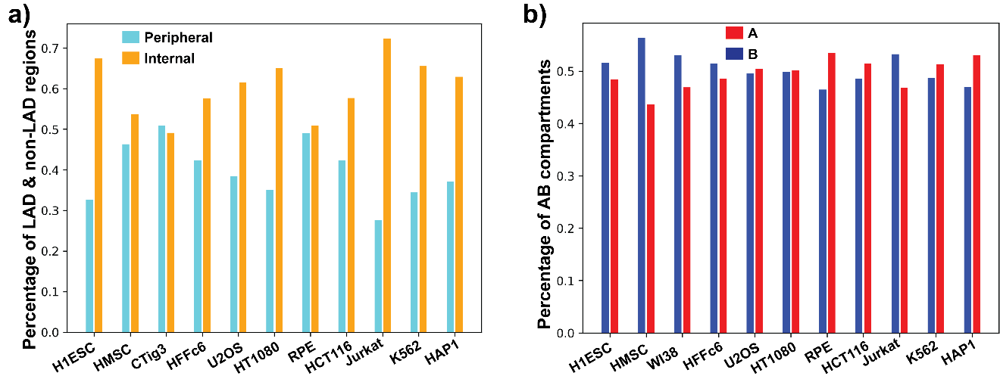 a)
Percentage of LAD & non-LAD regions
Peripheral
Internal
0.7
0.6
0.5
0.4
0.3
0.2
0.1
0.0
H1ESC
HMSC
CTig3
HFFc6
U2OS
HT1080
RPE
HCT116
Jurkat
K562
HAP1
b)
Percentage of AB compartments
A
B
0.5
0.4
0.3
0.2
0.1
0.0
H1ESC
HMSC
WI38
HFFc6
U2OS
HT1080
RPE
HCT116
Jurkat
K562
HAP1